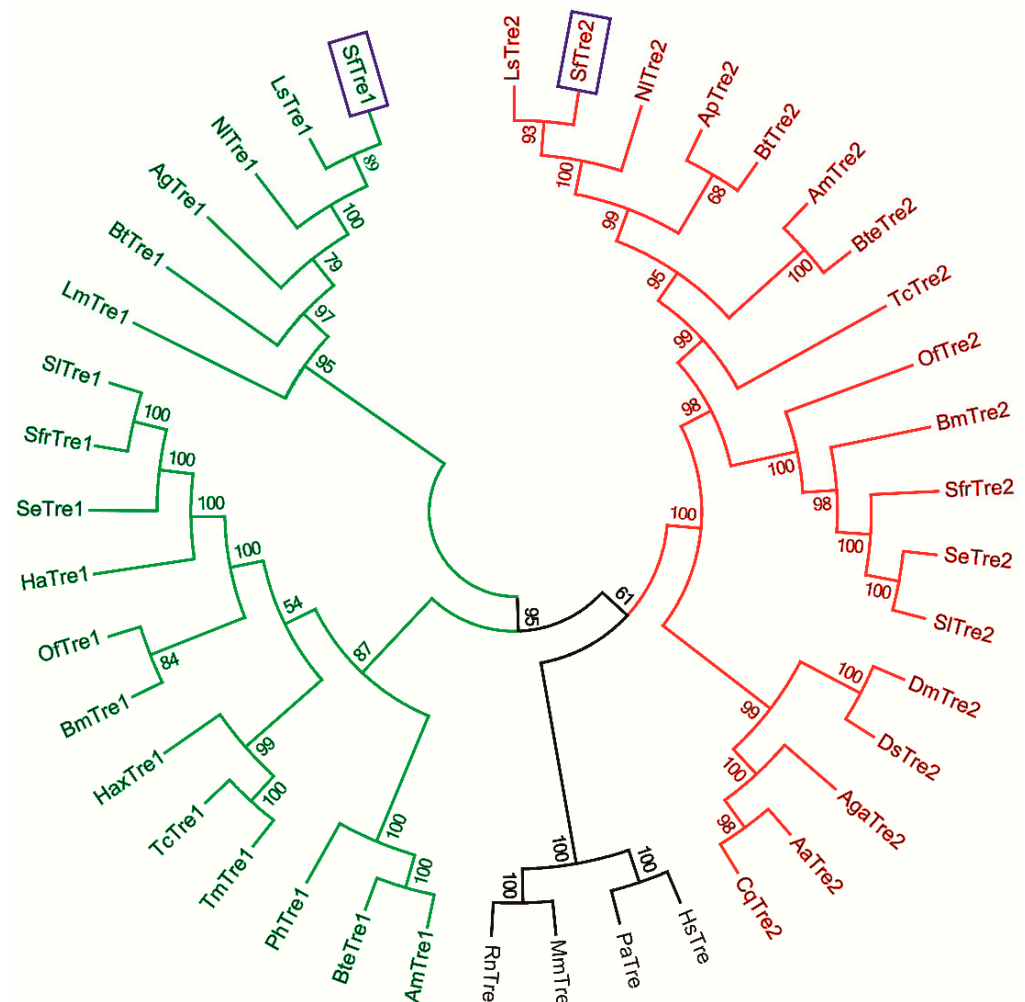 SfTre1
LsTre1
NlTre1
AgTre1
BtTre1
LmTre1
SlTre1
SfrTre1
SeTre1
HaTre1
OfTre1
BmTre1
HaxTre1
TcTre1
TmTre1
PhTre1
BteTre1
AmTre1
RnTre
MmTre
PaTre
HsTre
CqTre2
AaTre2
AgaTre2
DsTre2
DmTre2
SlTre2
SeTre2
SfrTre2
BmTre2
OfTre2
TcTre2
BteTre2
AmTre2
BtTre2
ApTre2
NlTre2
SfTre2
LsTre2
89
100
79
97
95
100
100
100
100
84
54
99
100
87
100
100
95
61
100
100
100
98
100
100
99
100
100
100
98
100
98
99
100
95
68
99
100
93